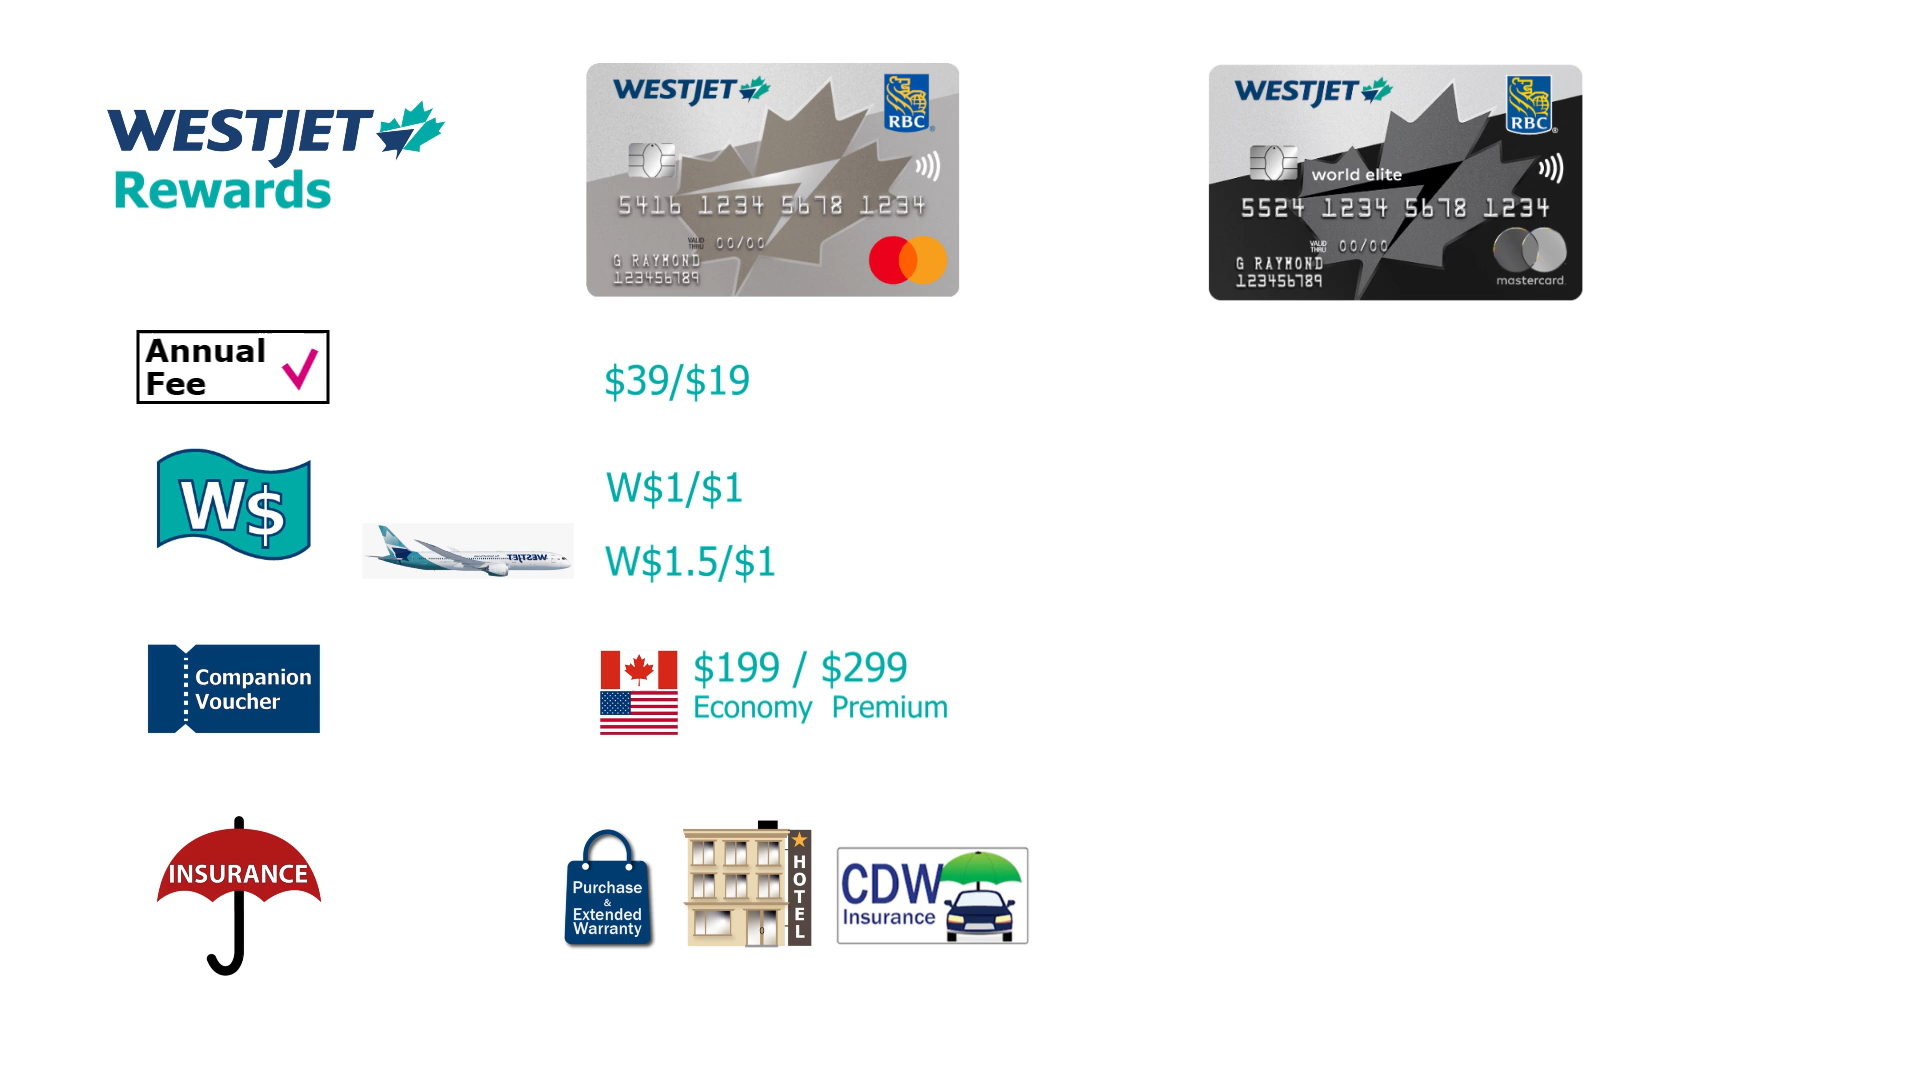 WESTJET
Rewards
WESTJET
RBC
5416 1234 5678 1234
VALID
THRU
00/00
G RAYMOND
123456789
WESTJET
RBC
world elite
5524 1234 5678 1234
VALID
THRU
00/00
G RAYMOND
123456789
mastercard
Annual
Fee
$39/$19
W$
W$1/$1
WESTJET
W$1.5/$1
Companion
Voucher
$199 / $299
Economy Premium
INSURANCE
Purchase
&
Extended
Warranty
HOTEL
CDW
Insurance